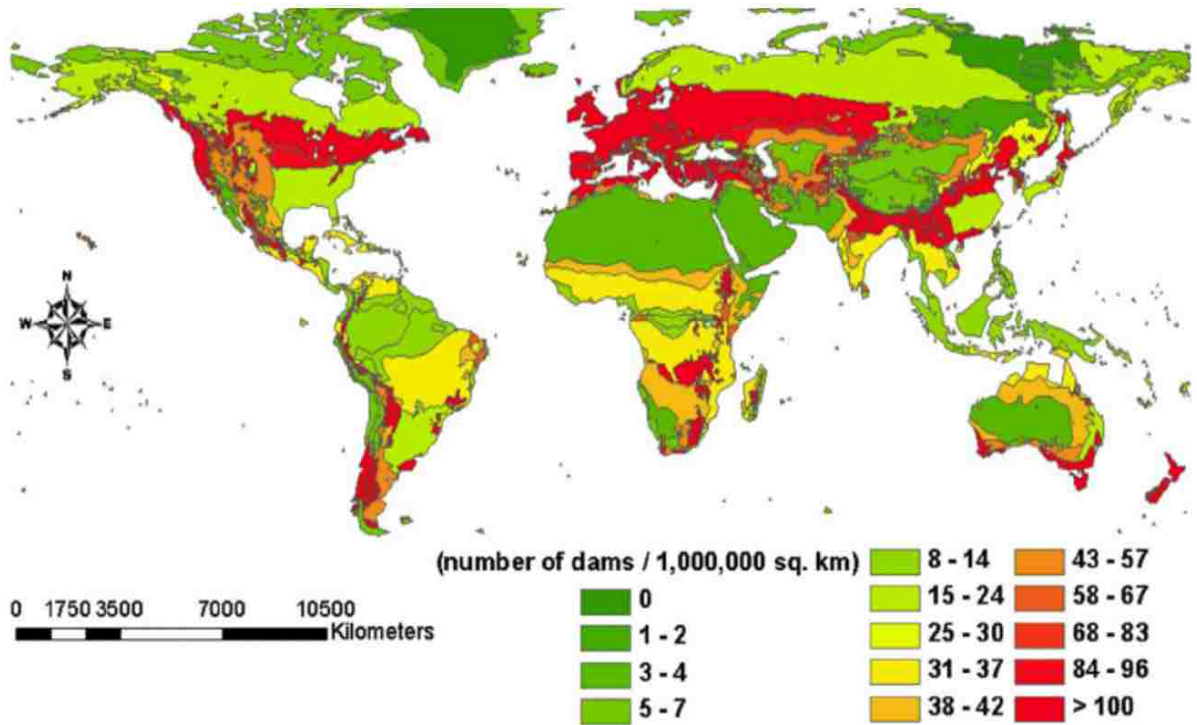 N
W E
S
(number of dams / 1,000,000 sq. km)
0
1 - 2
3 - 4
5 - 7
8 - 14
15 - 24
25 - 30
31 - 37
38 - 42
43 - 57
58 - 67
68 - 83
84 - 96
> 100
0 1750 3500 7000 10500
Kilometers